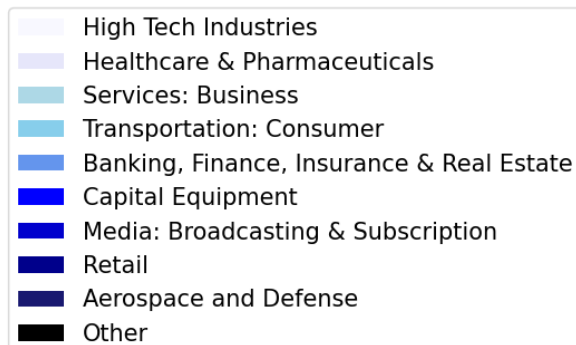 High Tech Industries
Healthcare & Pharmaceuticals
Services: Business
Transportation: Consumer
Banking, Finance, Insurance & Real Estate
Capital Equipment
Media: Broadcasting & Subscription
Retail
Aerospace and Defense
Other